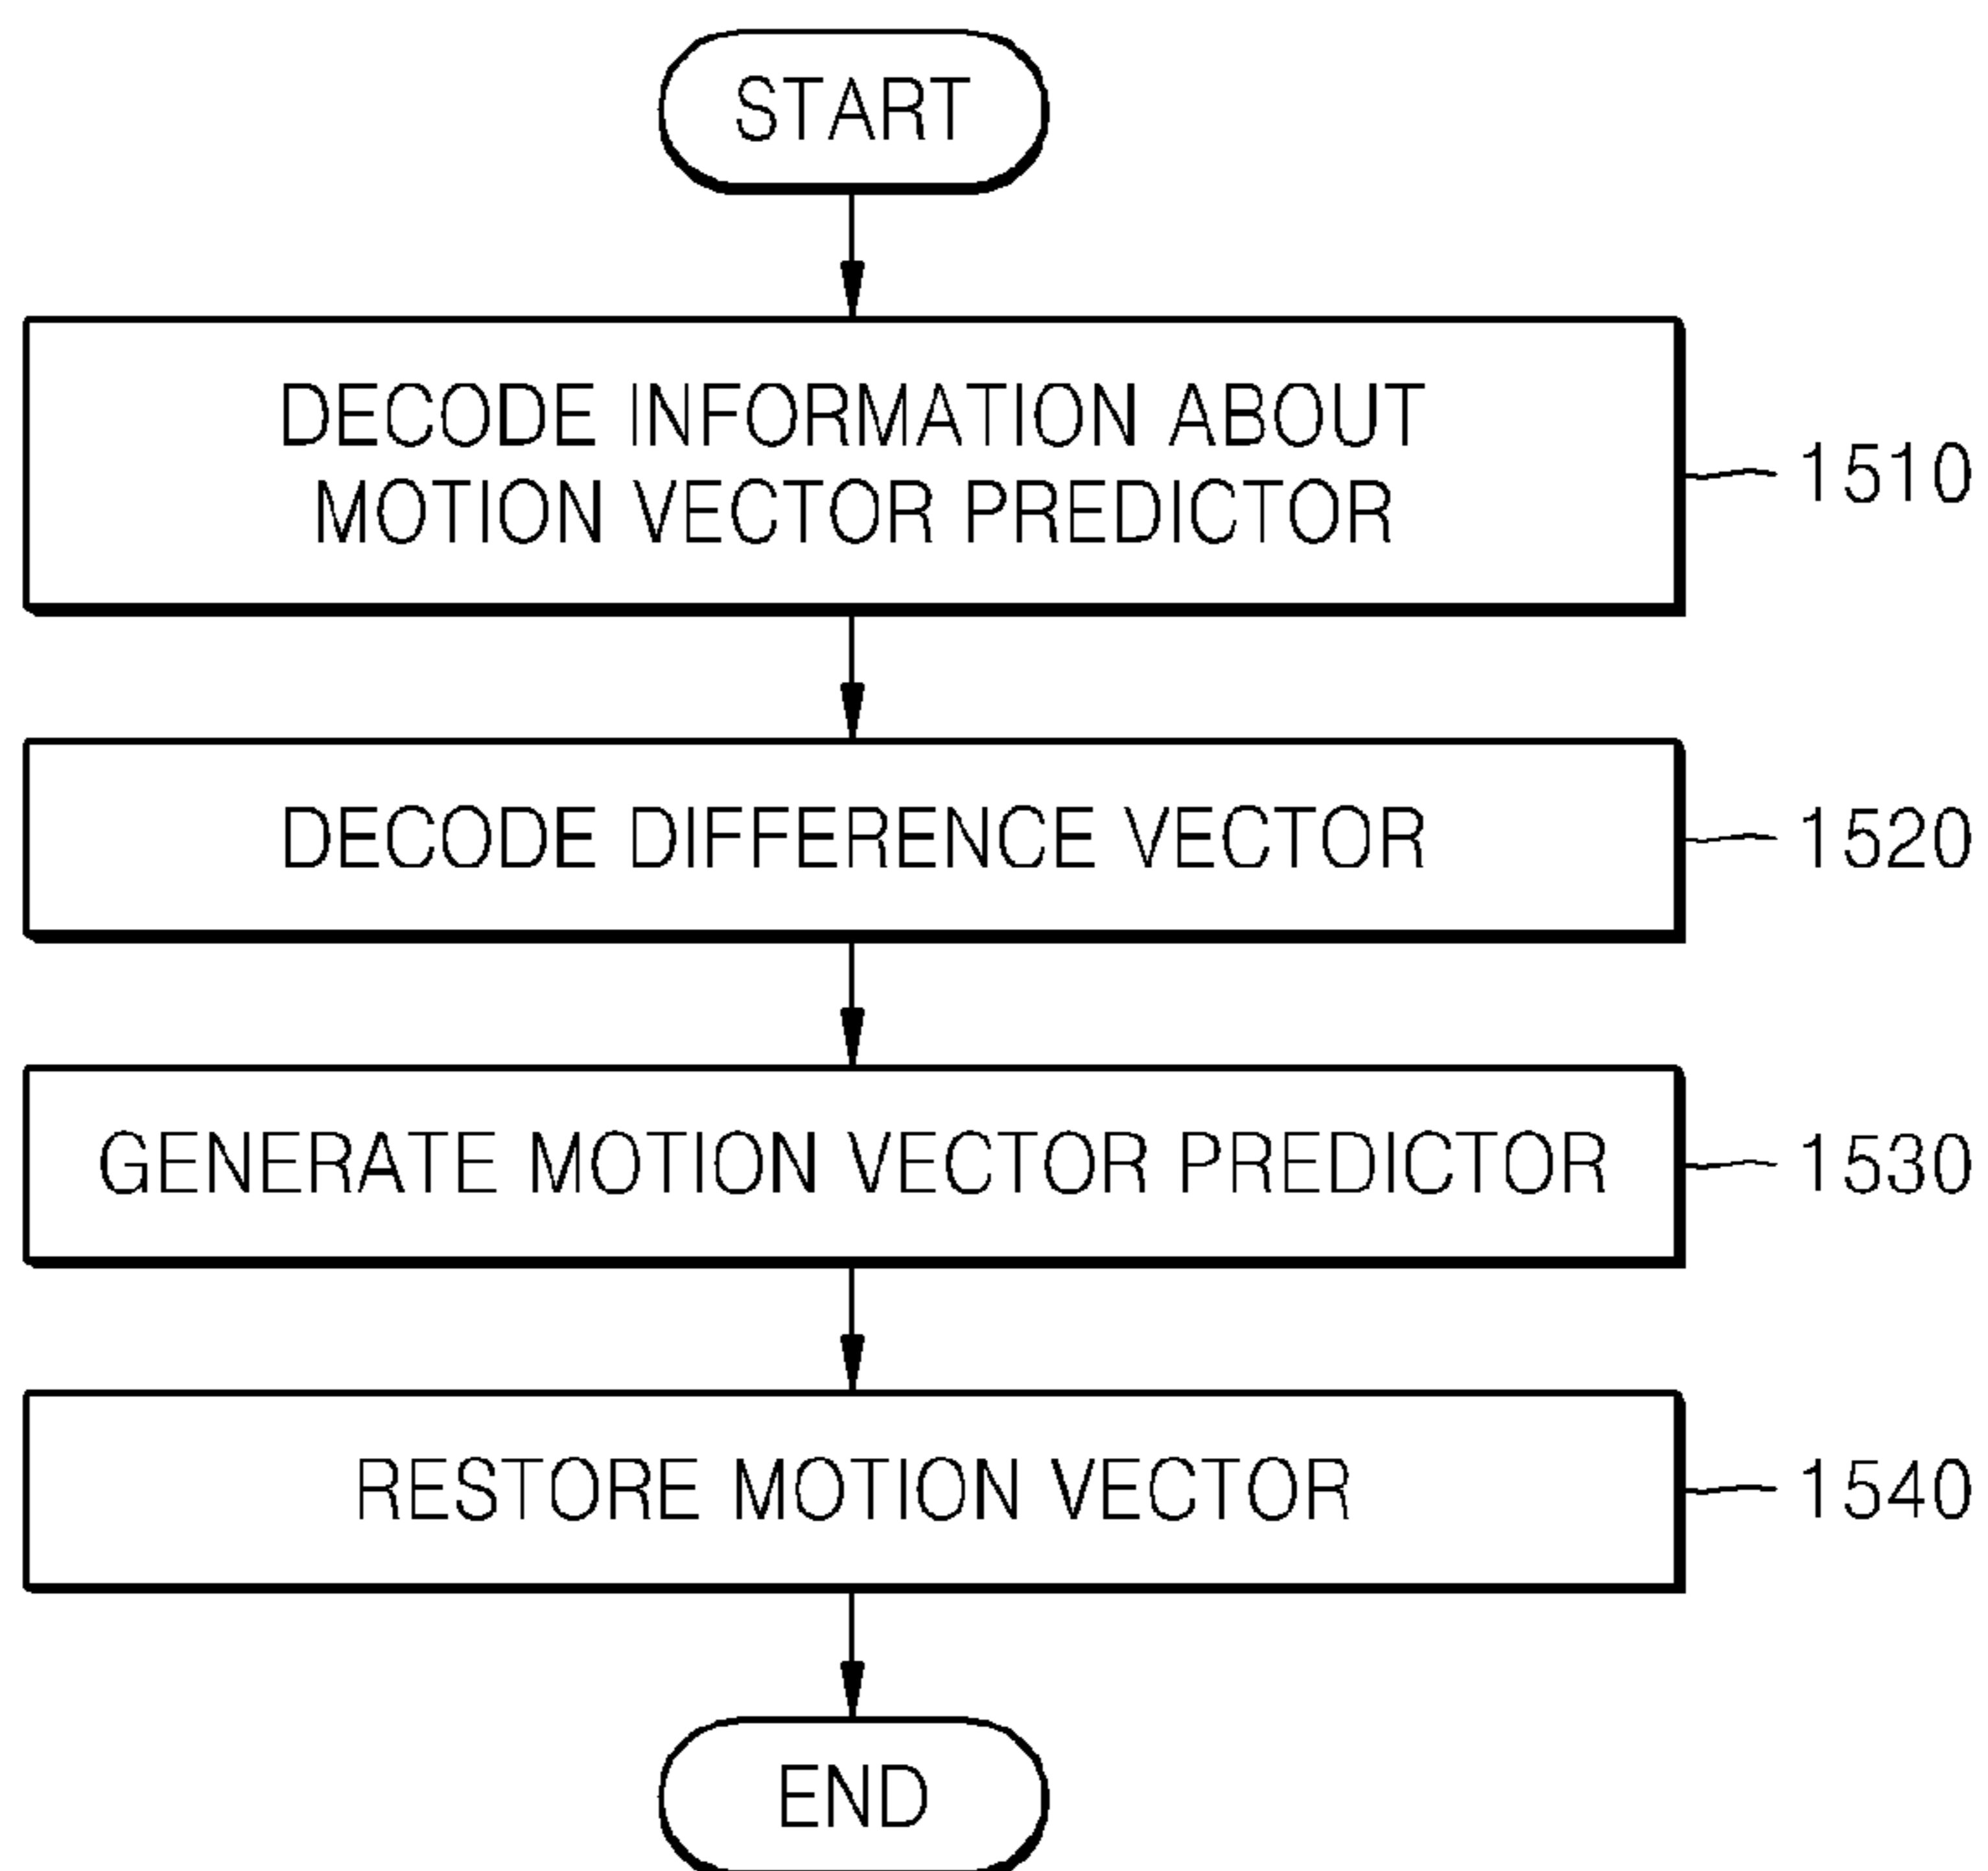 START
DECODE INFORMATION ABOUT
MOTION VECTOR PREDICTOR
1510
DECODE DIFFERENCE VECTOR
1520
GENERATE MOTION VECTOR PREDICTOR
1530
RESTORE MOTION VECTOR
1540
END